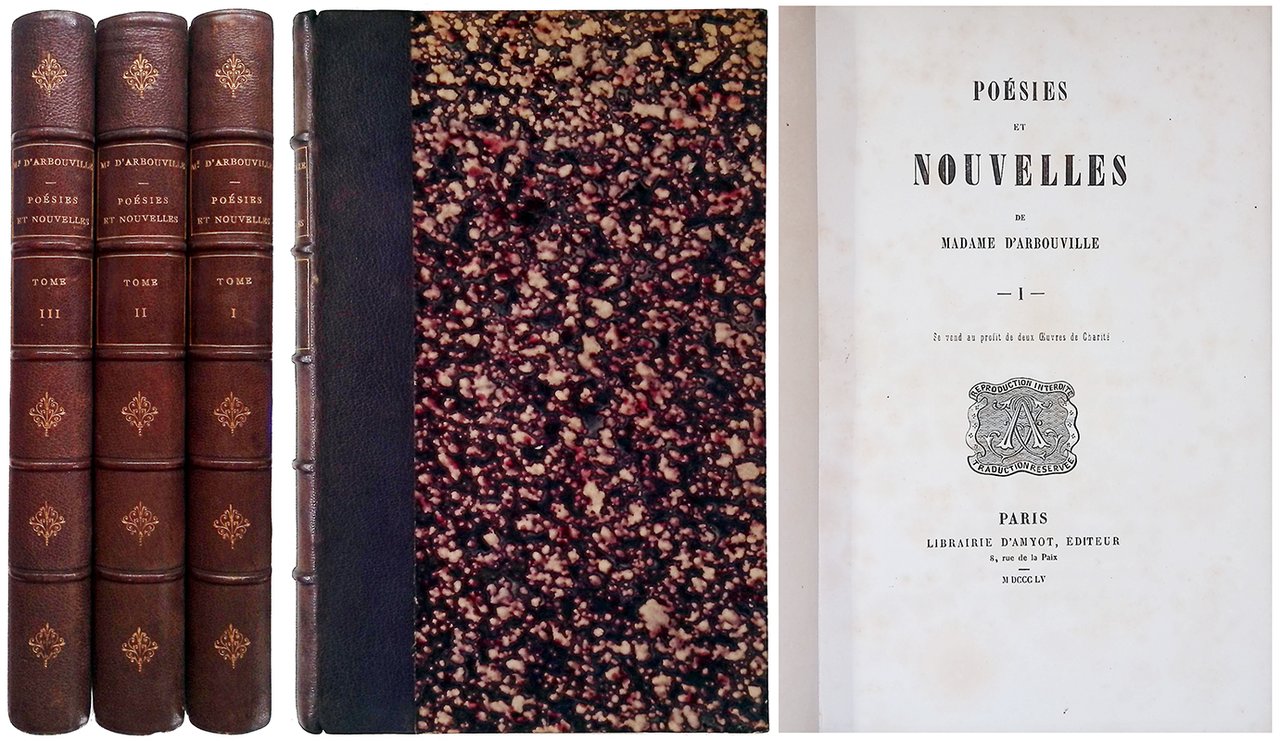 Mᵉ D'ARBOUVILLE
POÉSIES
ET NOUVELLES
TOME
III
Mᵉ D'ARBOUVILLE
POÉSIES
ET NOUVELLES
TOME
II
Mᵉ D'ARBOUVILLE
POÉSIES
ET NOUVELLES
TOME
I
POÉSIES
ET
NOUVELLES
DE
MADAME D'ARBOUVILLE
— I —
Se vend au profit de deux Œuvres de Charité
REPRODUCTION INTERDITE
TRADUCTION RÉSERVÉE
PARIS
LIBRAIRIE D'AMYOT, ÉDITEUR
8, rue de la Paix
M DCCC LV